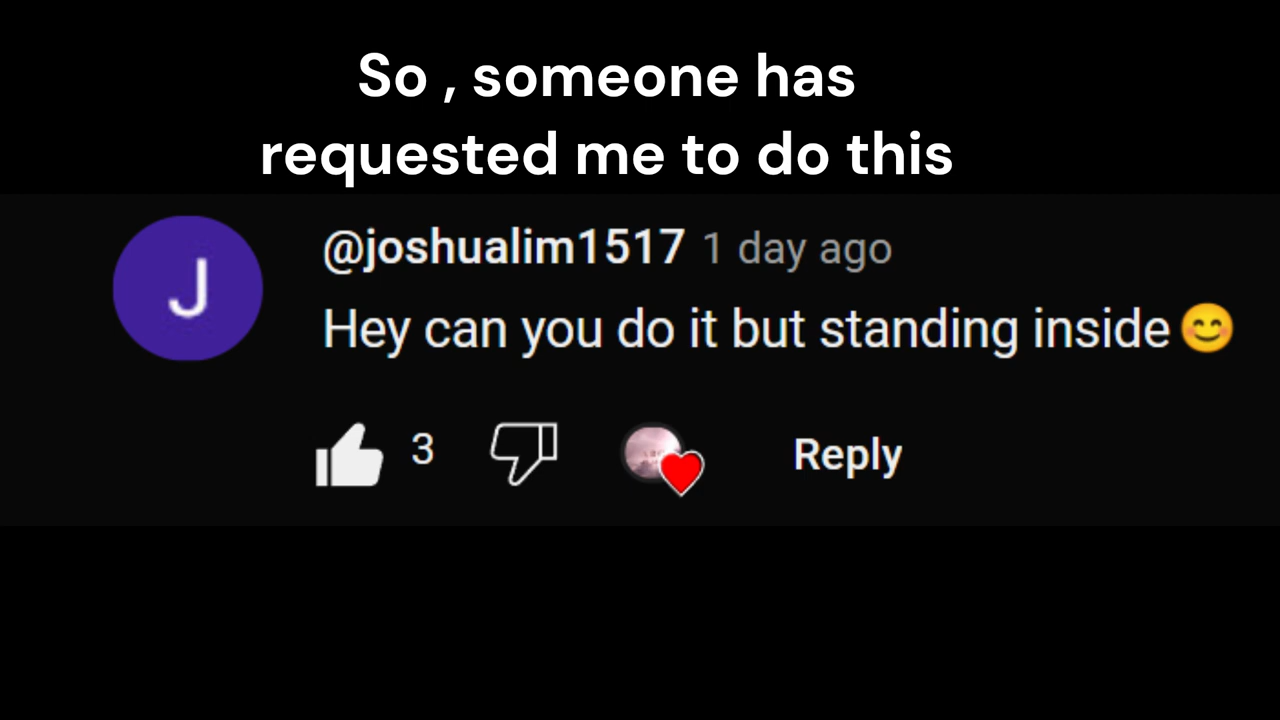 So , someone has
requested me to do this
J
@joshualim1517 1 day ago
Hey can you do it but standing inside😊
3
Reply